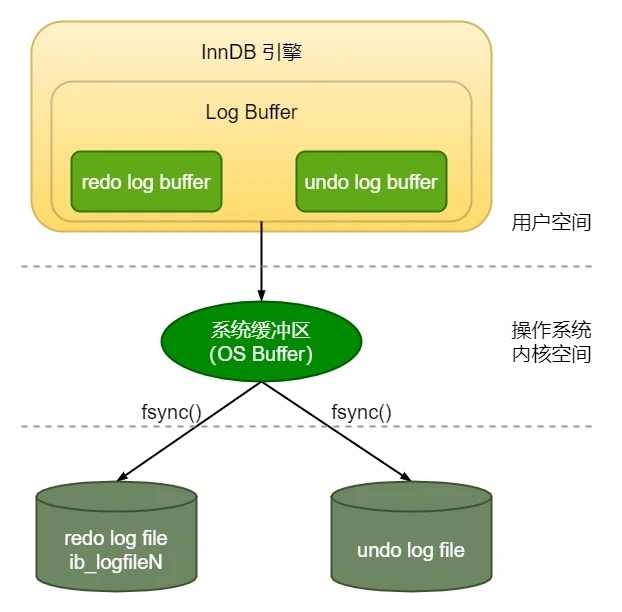 InnDB 引擎
Log Buffer
redo log buffer
undo log buffer
用户空间
系统缓冲区
(OS Buffer)
操作系统
内核空间
fsync()
fsync()
redo log file
ib_logfileN
undo log file